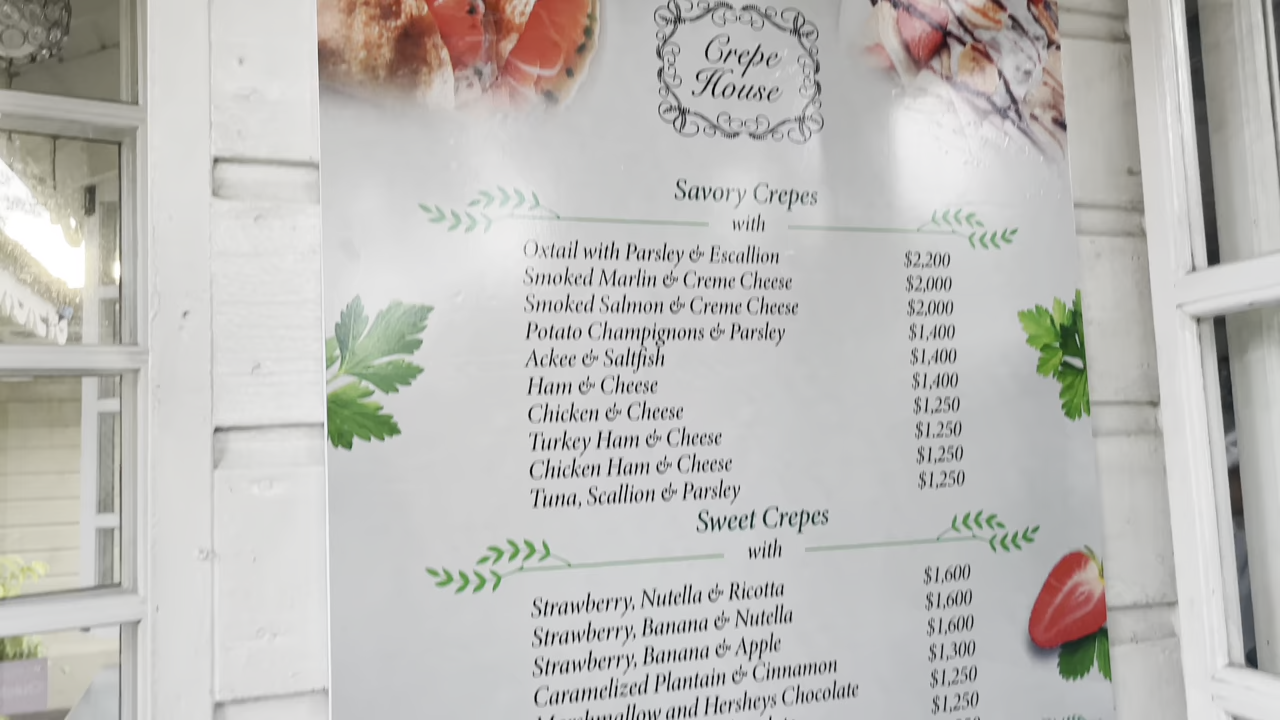 Crepe
House
Savory Crepes
with
Oxtail with Parsley & Escallion $2,200
Smoked Marlin & Creme Cheese $2,000
Smoked Salmon & Creme Cheese $2,000
Potato Champignons & Parsley $1,400
Ackee & Saltfish $1,400
Ham & Cheese $1,400
Chicken & Cheese $1,250
Turkey Ham & Cheese $1.250
Chicken Ham & Cheese $1,250
Tuna, Scallion & Parsley $1,250
Sweet Crepes
with
Strawberry, Nutella & Ricotta $1,600
Strawberry, Banana & Nutella $1,600
Strawberry, Banana & Apple $1,600
Caramelized Plantain & Cinnamon $1,300
Marshmallow and Hersheys Chocolate $1,250
$1,250